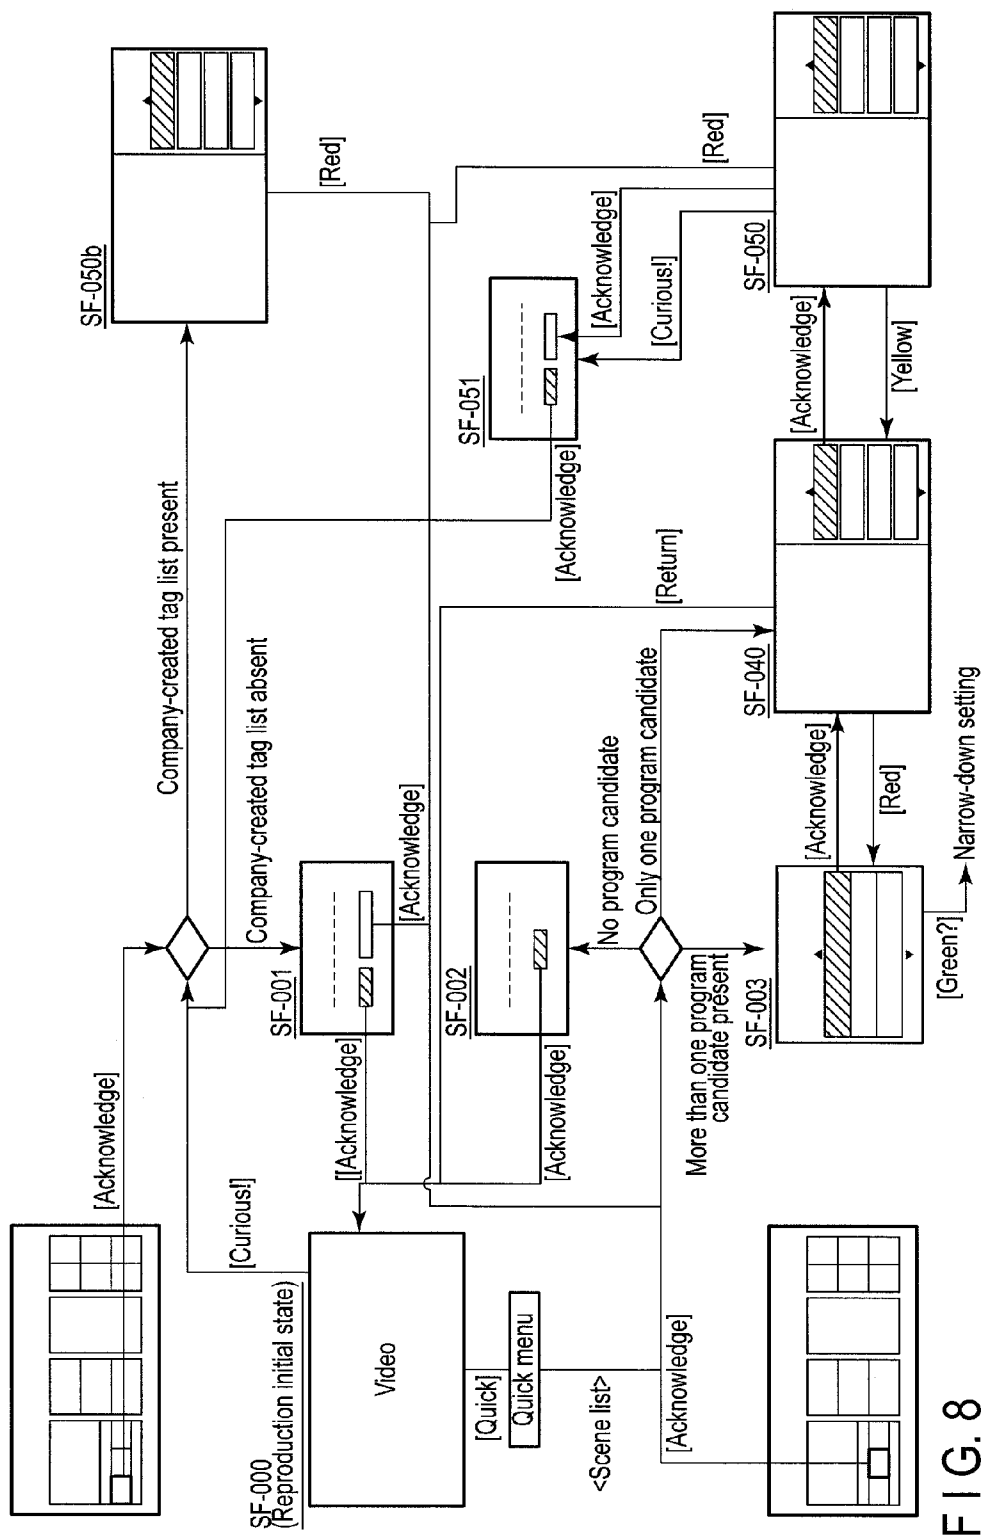 [Acknowledge]
Company-created tag list present
SF-050b
[Red]
[Curious!]
Company-created tag list absent
SF-001
[[Acknowledge]
[Acknowledge]
SF-051
[Acknowledge]
[Acknowledge]
[Curious!]
[Red]
SF-000
(Reproduction initial state)
Video
SF-002
[Acknowledge]
[Quick]
Quick menu
<Scene list>
[Acknowledge]
No program candidate
Only one program candidate
More than one program
candidate present
[Return]
SF-003
[Acknowledge]
[Red]
[Green?]
Narrow-down setting
SF-040
[Acknowledge]
[Yellow]
SF-050
F I G. 8